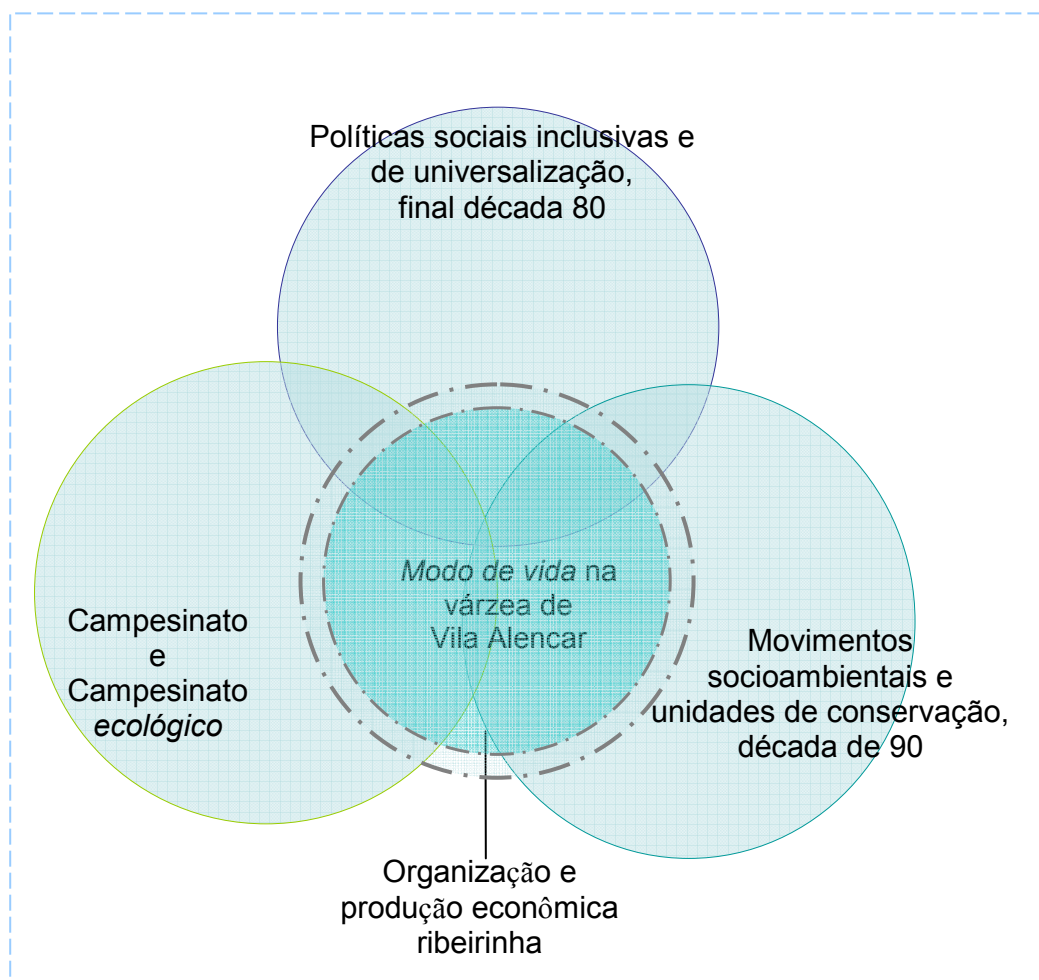 Políticas sociais inclusivas e
de universalização,
final década 80
Modo de vida na
várzea de
Vila Alencar
Campesinato
e
Campesinato
ecológico
Movimentos
socioambientais e
unidades de conservação,
década de 90
Organização e
produção econômica
ribeirinha